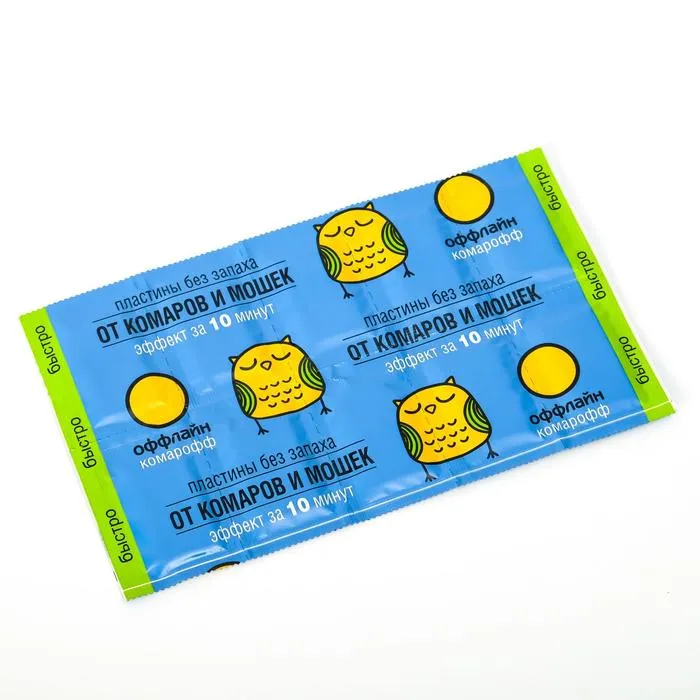 быстро
быстро
быстро
пластины без запаха
ОТ КОМАРОВ И МОШЕК
эффект за 10 минут
оффлайн
комарофф
пластины без запаха
ОТ КОМАРОВ И МОШЕК
эффект за 10 минут
оффлайн
комарофф
пластины без запаха
ОТ КОМАРОВ И МОШЕК
эффект за 10 минут
оффлайн
комарофф
быстро
быстро
быстро